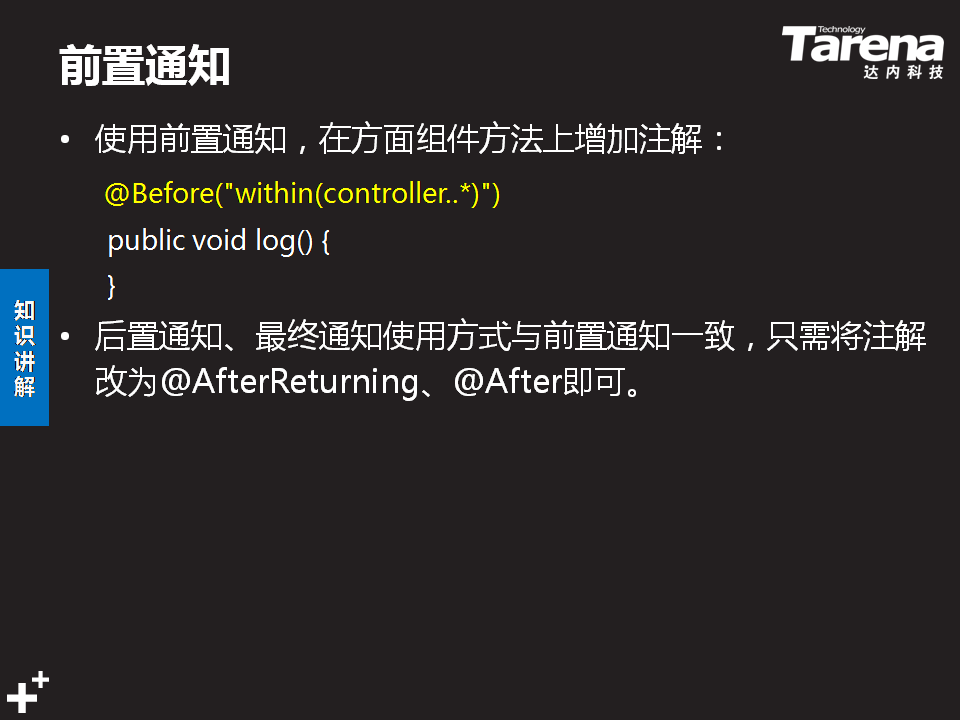 前置通知
Technology
Tarena
达内科技
• 使用前置通知，在方面组件方法上增加注解：
@Before("within(controller..*)")
public void log() {
}
• 后置通知、最终通知使用方式与前置通知一致，只需将注解
改为@AfterReturning、@After即可。
知
识
讲
解